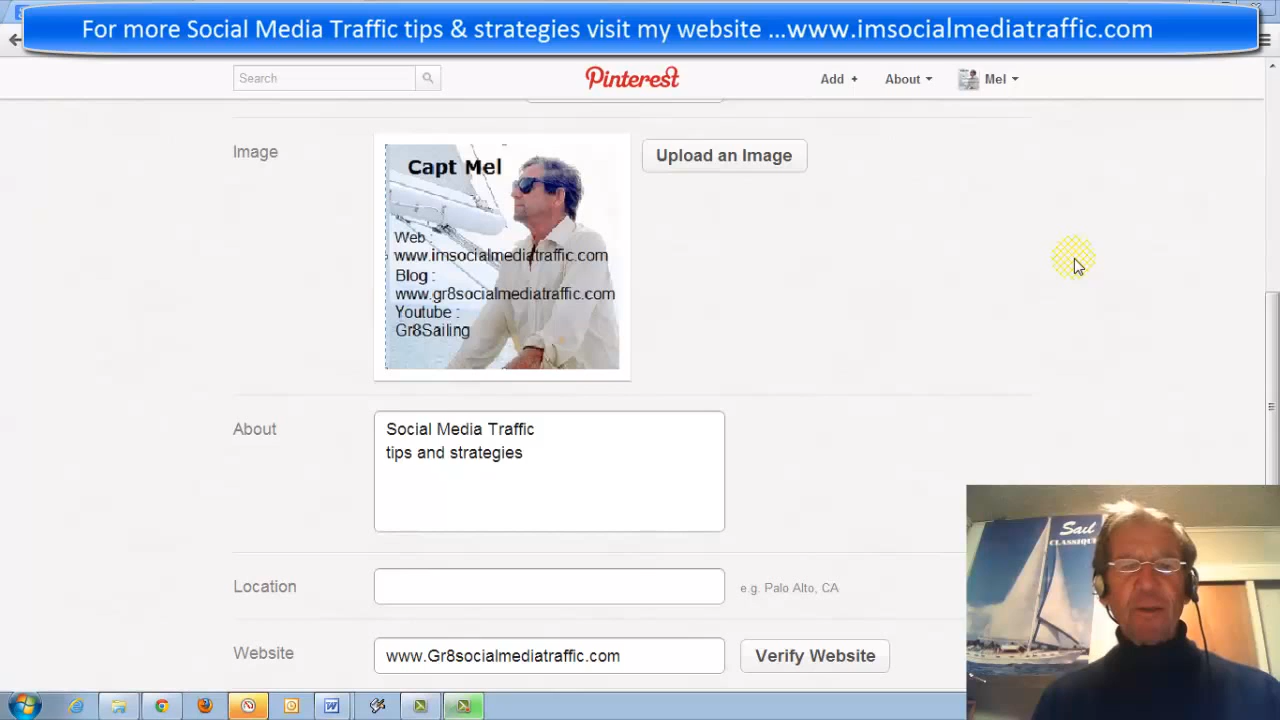 For more Social Media Traffic tips & strategies visit my website ...www.imsocialmediatraffic.com
Search
Pinterest
Add +
About
Mel
Image
Capt Mel
Web :
www.imsocialmediatraffic.com
Blog :
www.gr8socialmediatraffic.com
Youtube :
Gr8Sailing
Upload an Image
About
Social Media Traffic
tips and strategies
Location
e.g. Palo Alto, CA
Website
www.Gr8socialmediatraffic.com
Verify Website
Sail
CLASSIQUE